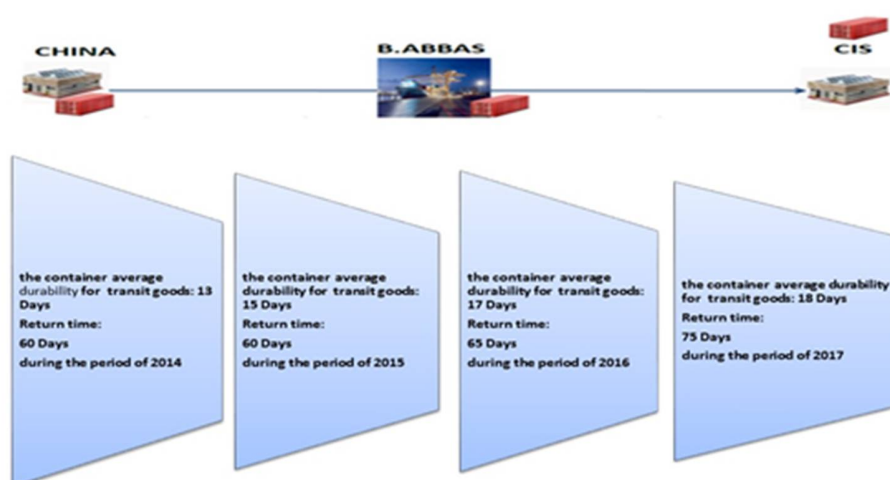 CHINA
B.ABBAS
CIS
the container average
durability for transit goods: 13
Days
Return time:
60 Days
during the period of 2014
the container average
durability for transit goods:
15 Days
Return time:
60 Days
during the period of 2015
the container average
durability for transit goods:
17 Days
Return time:
65 Days
during the period of 2016
the container average durability
for transit goods: 18 Days
Return time:
75 Days
during the period of 2017